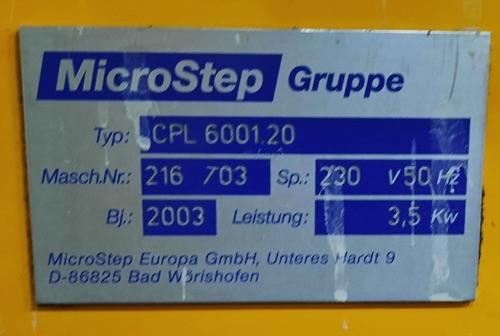 MicroStep Gruppe
Typ: CPL 6001.20
Masch.Nr.: 216 703 Sp.: 230 V 50 Hz
Bj.: 2003 Leistung: 3,5 Kw
MicroStep Europa GmbH, Unteres Hardt 9
D-86825 Bad Wörishofen